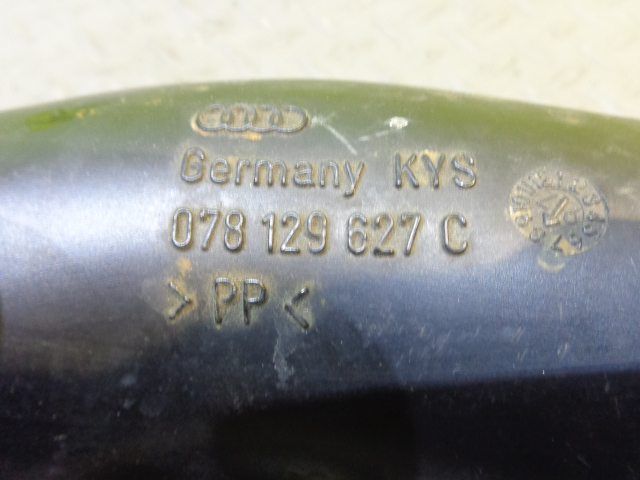 Germany KYS
078 129 627 C
> PP <